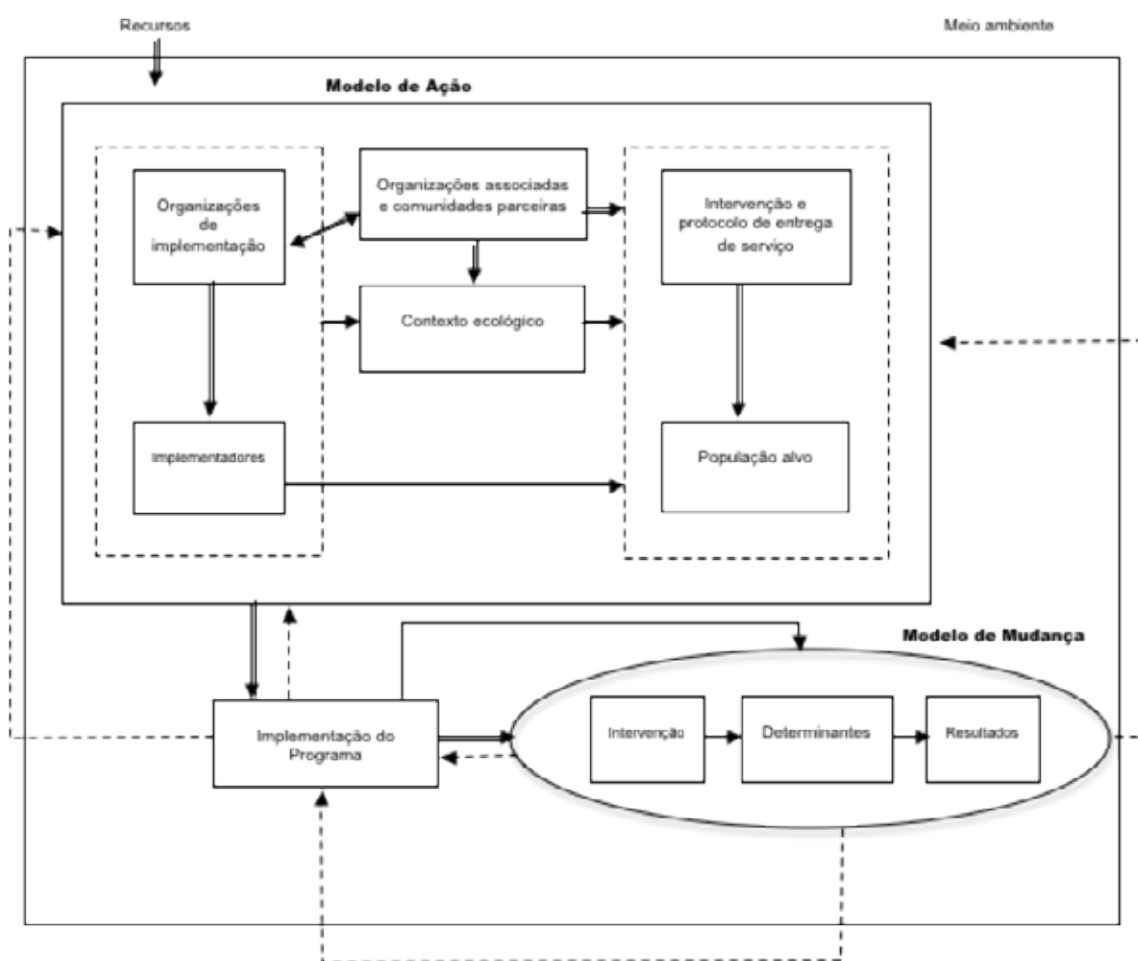 Recursos
Meio ambiente
Modelo de Ação
Organizações
de
implementação
Organizações associadas
e comunidades parceiras
Intervenção e
protocolo de entrega
de serviço
Contexto ecológico
Implementadores
População alvo
Modelo de Mudança
Implementação do
Programa
Intervenção
Determinantes
Resultados